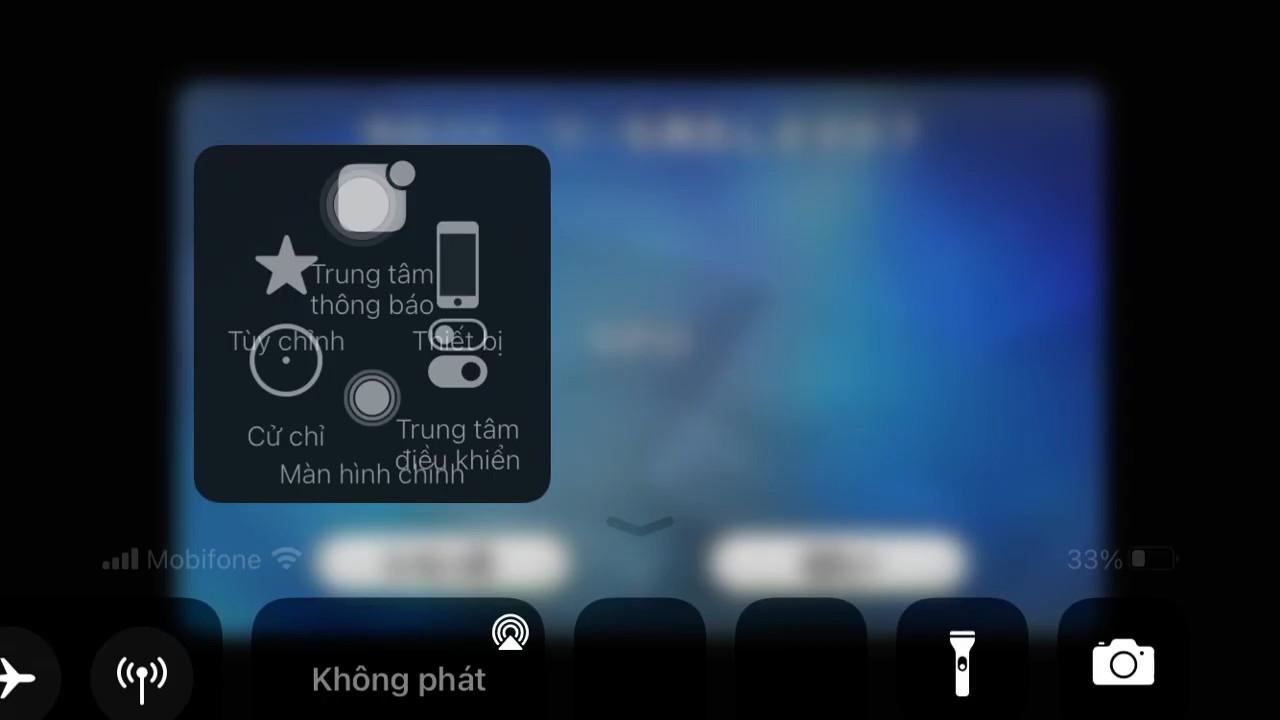 Trung tâm
thông báo
Tùy chỉnh
Thiết bị
Cử chỉ
Trung tâm
điều khiển
Màn hình chính
Mobifone
33%
Không phát